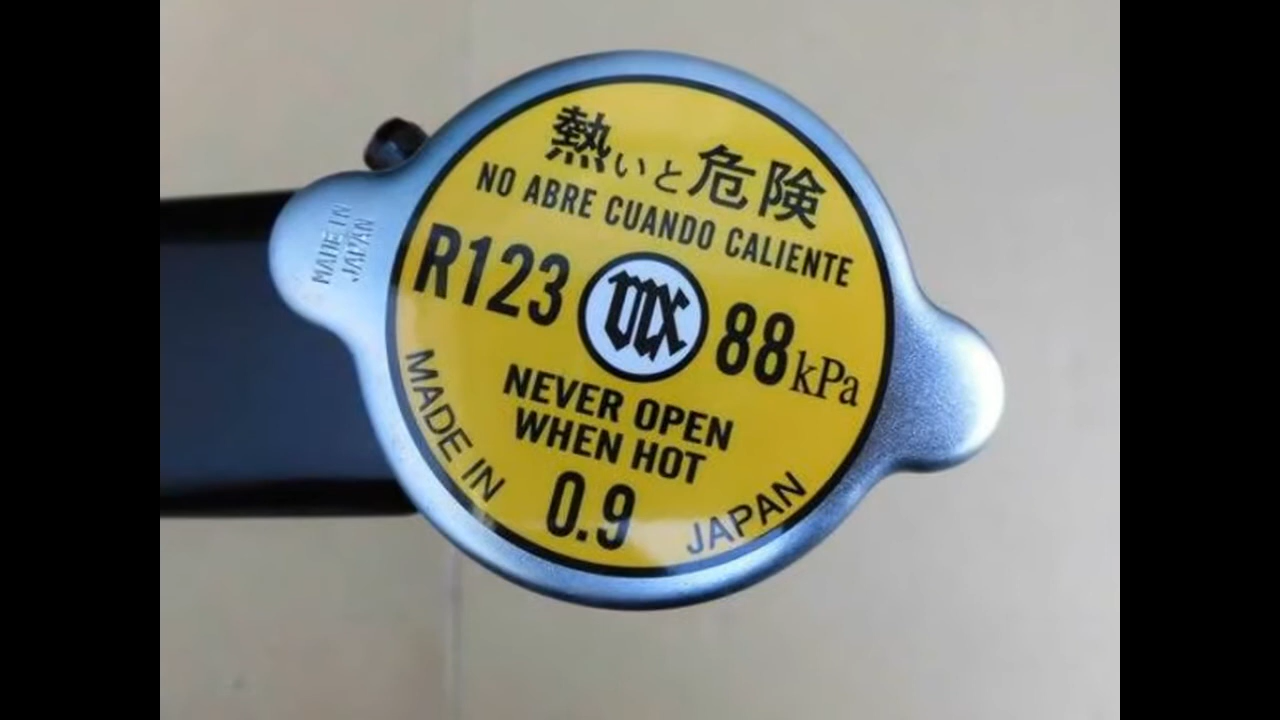 熱いと危険
NO ABRE CUANDO CALIENTE
R123
88kPa
NEVER OPEN
WHEN HOT
0.9
MADE IN
JAPAN
MADE IN
JAPAN